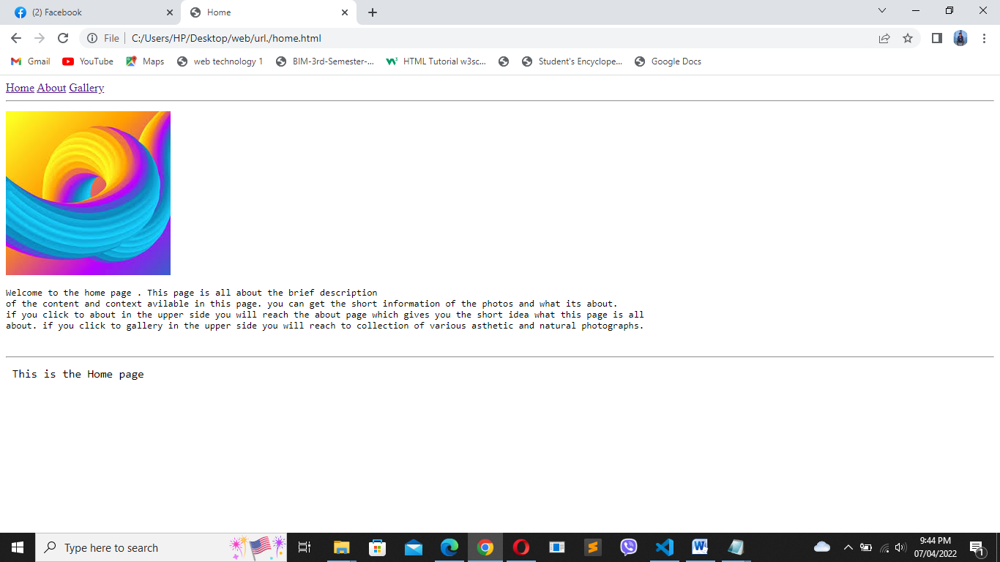 (2) Facebook
Home
File
C:/Users/HP/Desktop/web/url./home.html
Gmail
YouTube
Maps
web technology 1
BIM-3rd-Semester-...
HTML Tutorial w3sc...
Student's Encyclope...
Google Docs
Home About Gallery
Welcome to the home page . This page is all about the brief description
of the content and context avilable in this page. you can get the short information of the photos and what its about.
if you click to about in the upper side you will reach the about page which gives you the short idea what this page is all
about. if you click to gallery in the upper side you will reach to collection of various asthetic and natural photographs.
This is the Home page
Type here to search
9:44 PM
07/04/2022
1